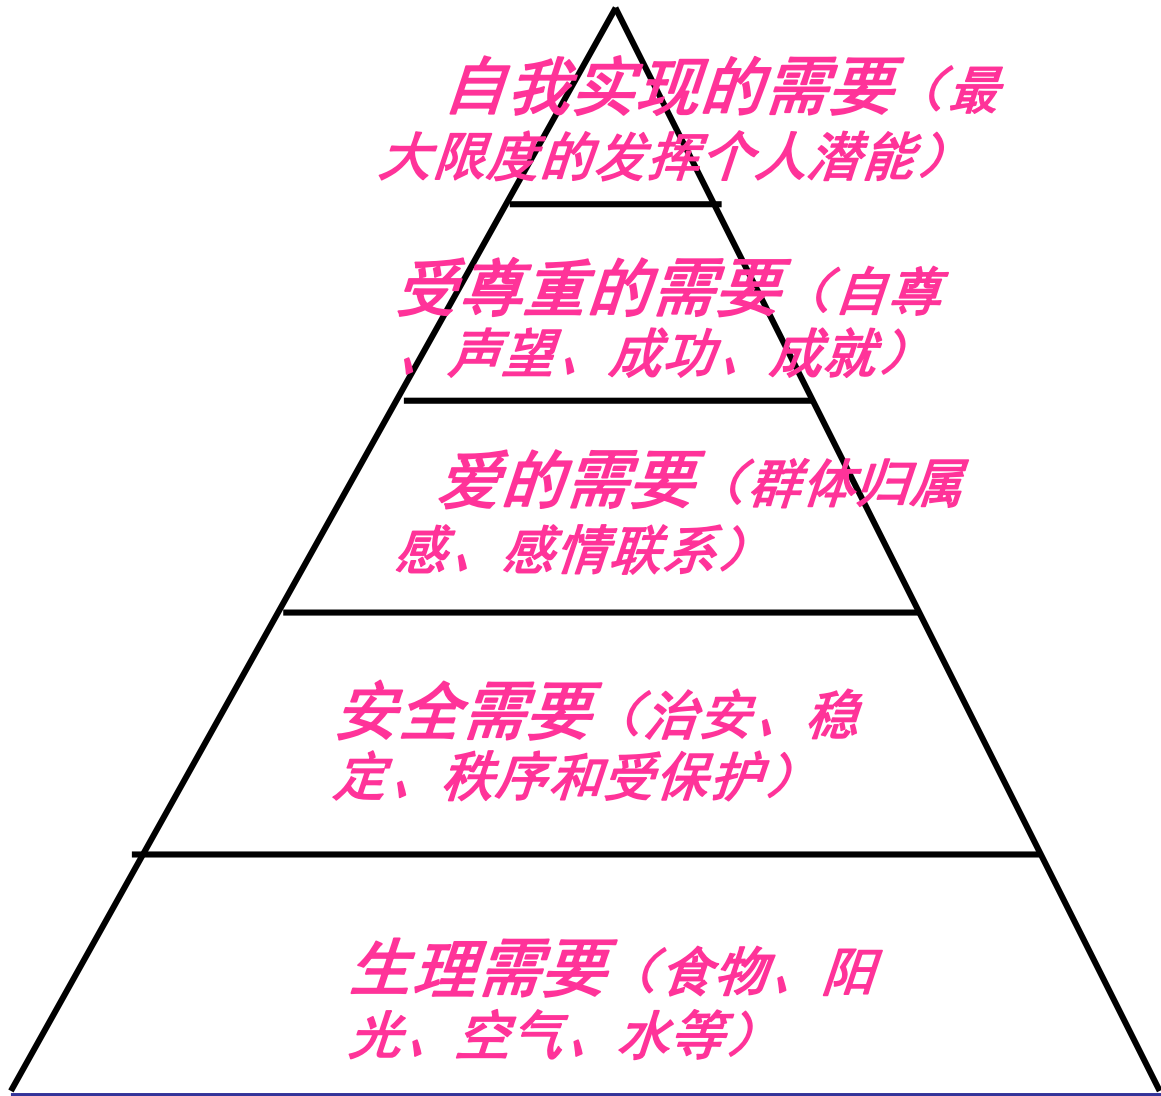 自我实现的需要（最
大限度的发挥个人潜能）
受尊重的需要（自尊
、声望、成功、成就）
爱的需要（群体归属
感、感情联系）
安全需要（治安、稳
定、秩序和受保护）
生理需要（食物、阳
光、空气、水等）